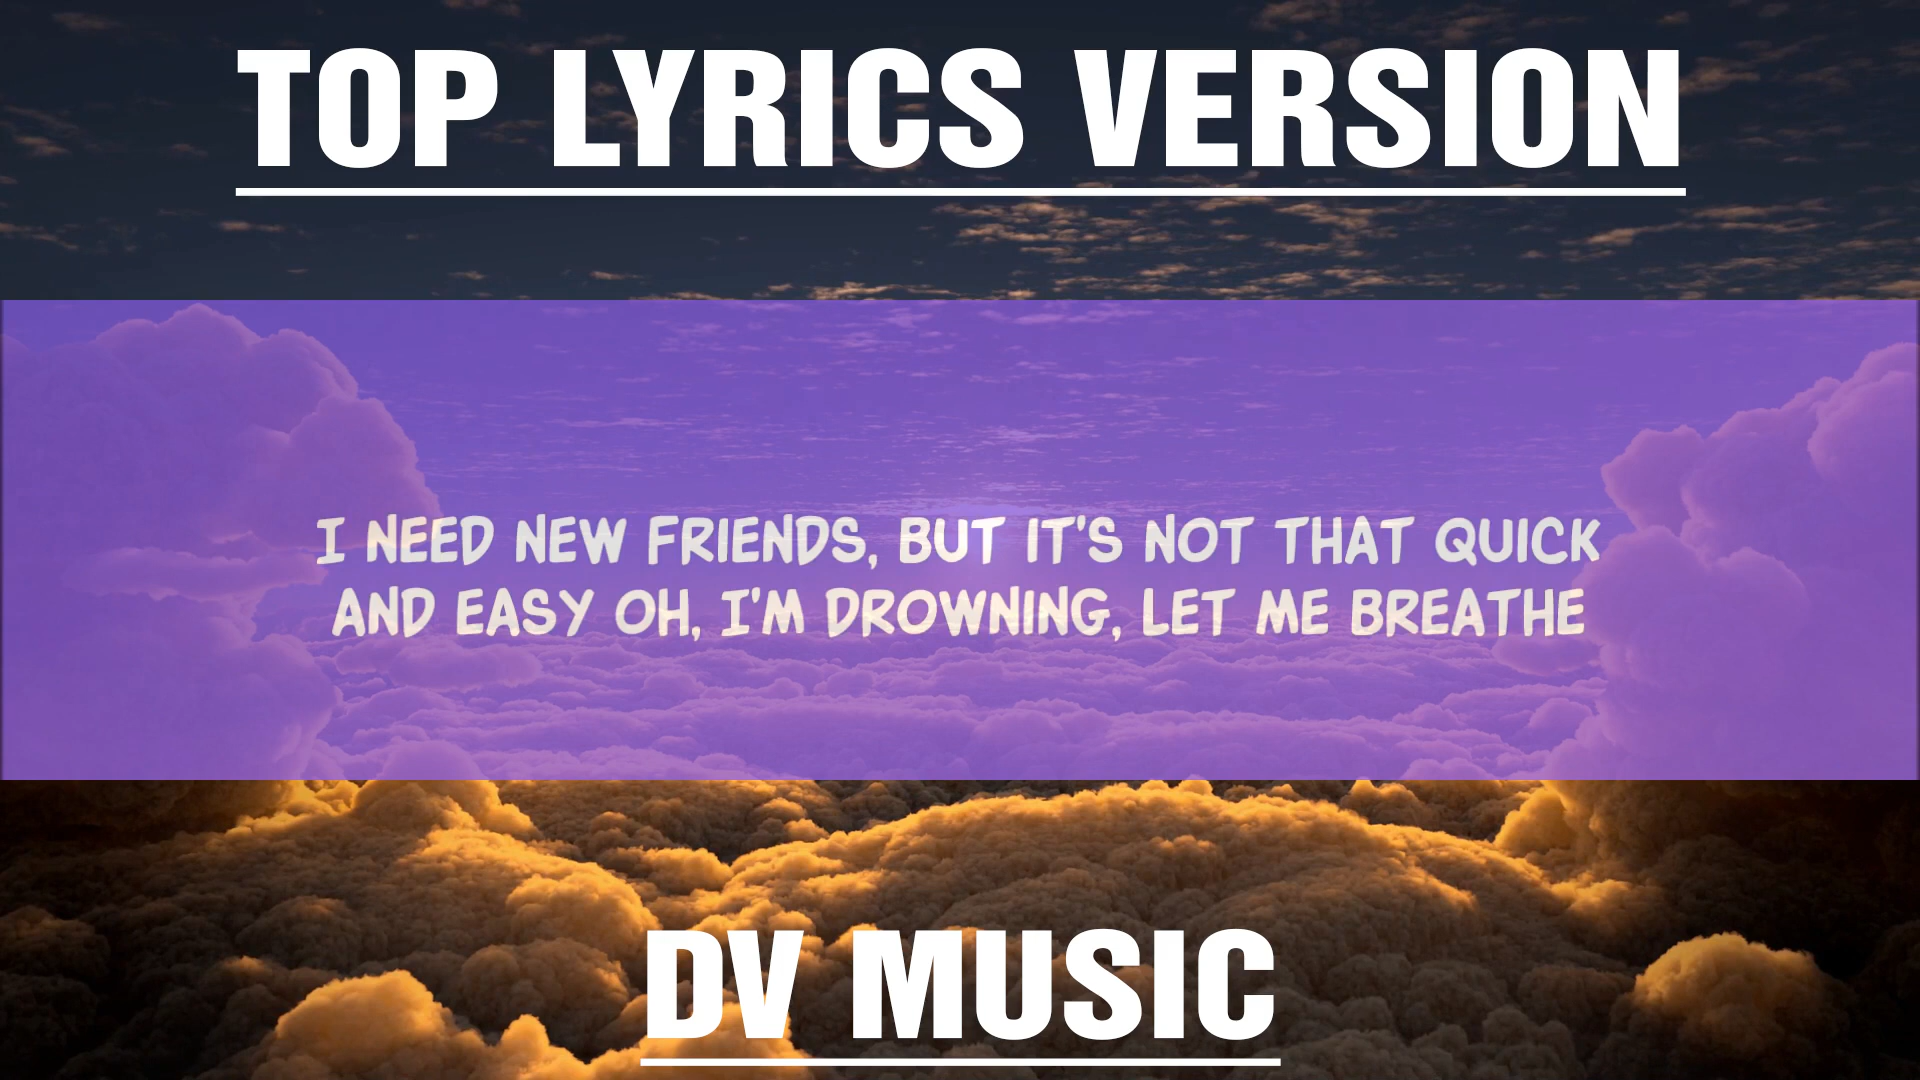 TOP LYRICS VERSION
I NEED NEW FRIENDS, BUT IT'S NOT THAT QUICK
AND EASY OH, I'M DROWNING, LET ME BREATHE
DV MUSIC